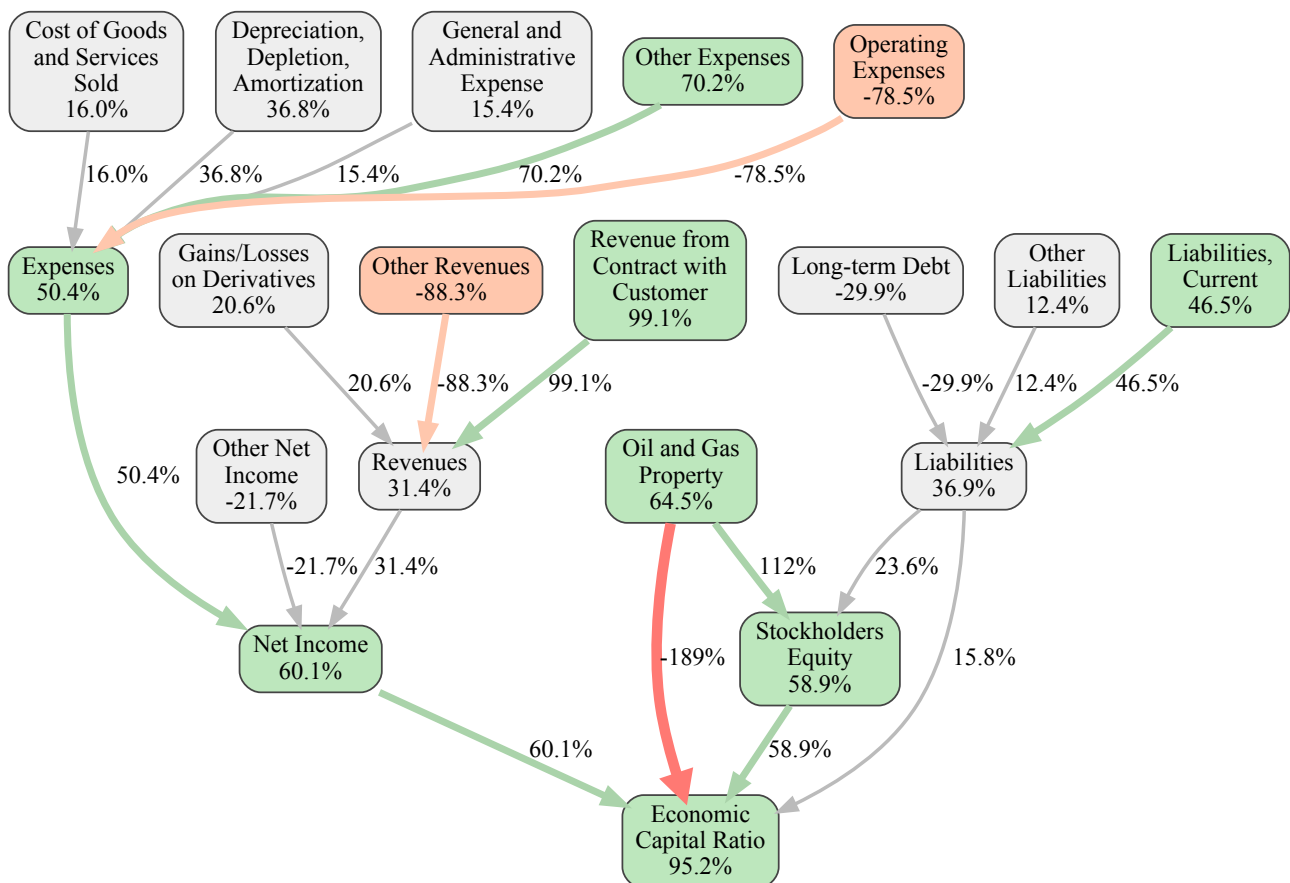 Cost of Goods
and Services
Sold
16.0%
Depreciation,
Depletion,
Amortization
36.8%
General and
Administrative
Expense
15.4%
Other Expenses
70.2%
Operating
Expenses
-78.5%
16.0%
36.8%
15.4%
70.2%
-78.5%
Expenses
50.4%
Gains/Losses
on Derivatives
20.6%
Other Revenues
-88.3%
Revenue from
Contract with
Customer
99.1%
Long-term Debt
-29.9%
Other
Liabilities
12.4%
Liabilities,
Current
46.5%
20.6%
-88.3%
99.1%
-29.9%
12.4%
46.5%
50.4%
Other Net
Income
-21.7%
Revenues
31.4%
Oil and Gas
Property
64.5%
Liabilities
36.9%
-21.7%
31.4%
112%
23.6%
Net Income
60.1%
-189%
Stockholders
Equity
58.9%
15.8%
60.1%
58.9%
Economic
Capital Ratio
95.2%